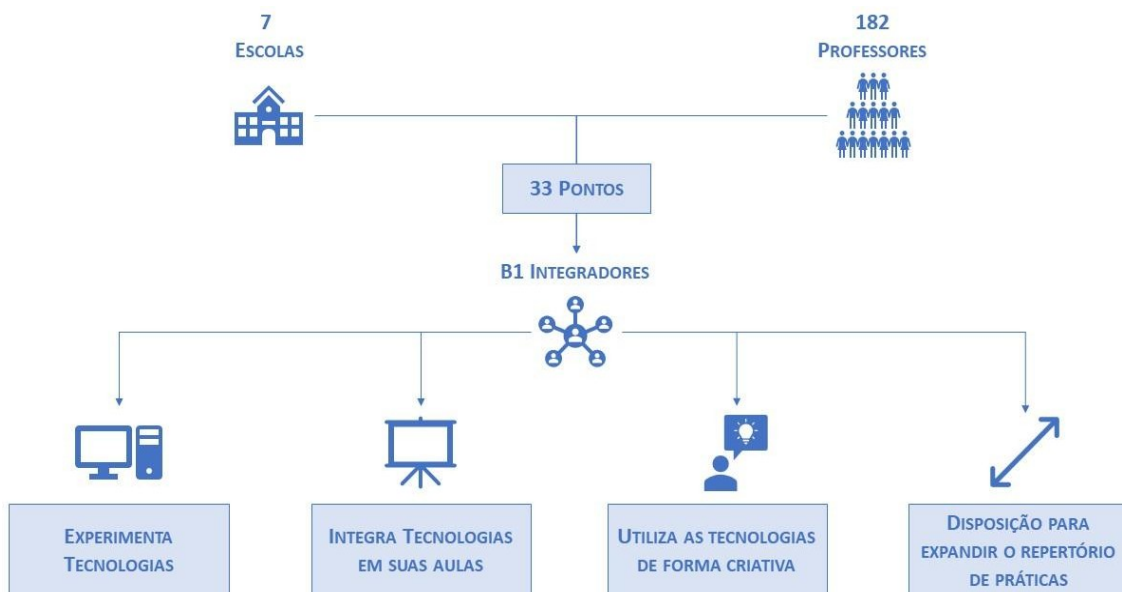 7
ESCOLAS
182
PROFESSORES
33 PONTOS
B1 INTEGRADORES
EXPERIMENTA
TECNOLOGIAS
INTEGRA TECNOLOGIAS
EM SUAS AULAS
UTILIZA AS TECNOLOGIAS
DE FORMA CRIATIVA
DISPOSIÇÃO PARA
EXPANDIR O REPERTÓRIO
DE PRÁTICAS